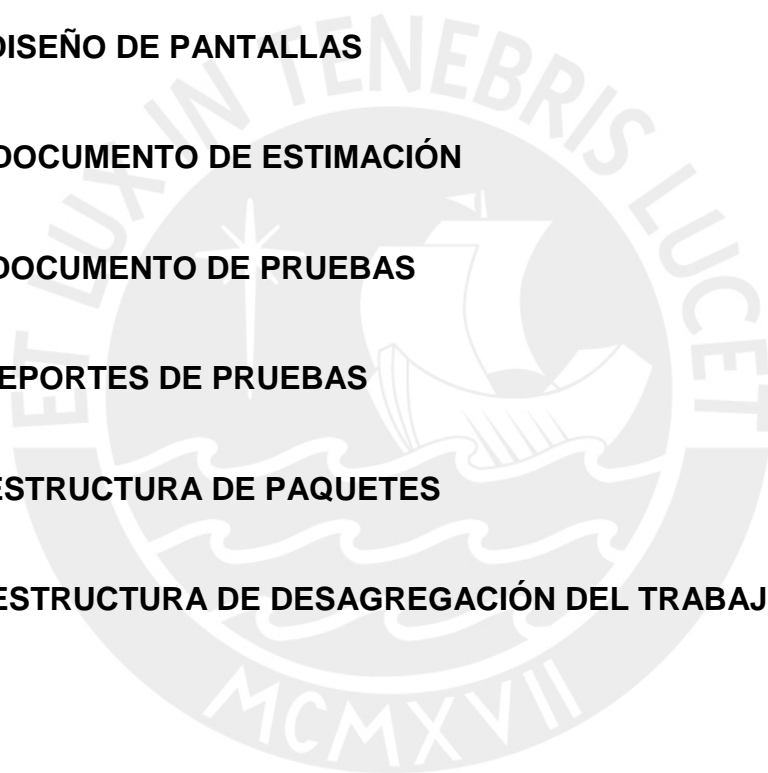 DISEÑO DE PANTALLAS
DOCUMENTO DE ESTIMACIÓN
DOCUMENTO DE PRUEBAS
EPORTES DE PRUEBAS
ESTRUCTURA DE PAQUETES
ESTRUCTURA DE DESAGREGACIÓN DEL TRABAJ
ET LUX IN TENEBRIS LUCET
MCMXVII